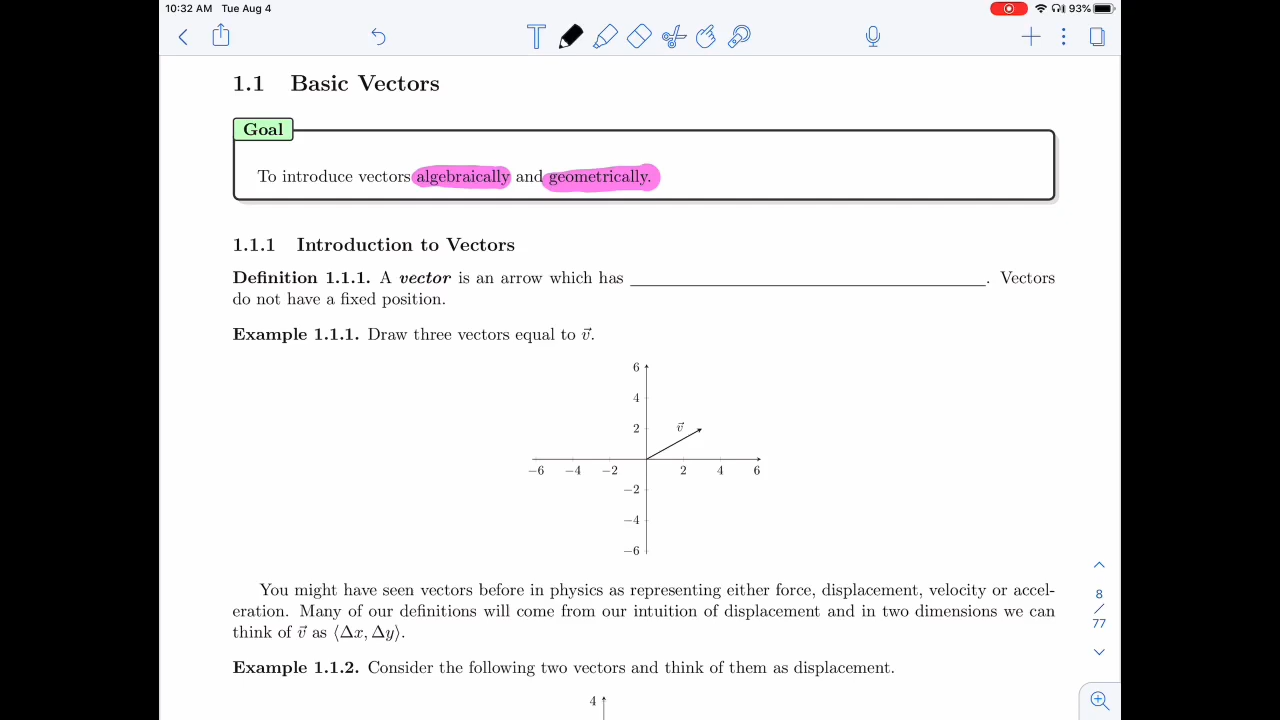 10:32 AM Tue Aug 4
93%
1.1 Basic Vectors
Goal
To introduce vectors algebraically and geometrically.
1.1.1 Introduction to Vectors
Definition 1.1.1. A vector is an arrow which has ________________. Vectors
do not have a fixed position.
Example 1.1.1. Draw three vectors equal to v⃗.
6
4
2
v⃗
−6 −4 −2 2 4 6
−2
−4
−6
You might have seen vectors before in physics as representing either force, displacement, velocity or accel-
eration. Many of our definitions will come from our intuition of displacement and in two dimensions we can
think of v⃗ as ⟨Δx, Δy⟩.
8
/
77
Example 1.1.2. Consider the following two vectors and think of them as displacement.
4